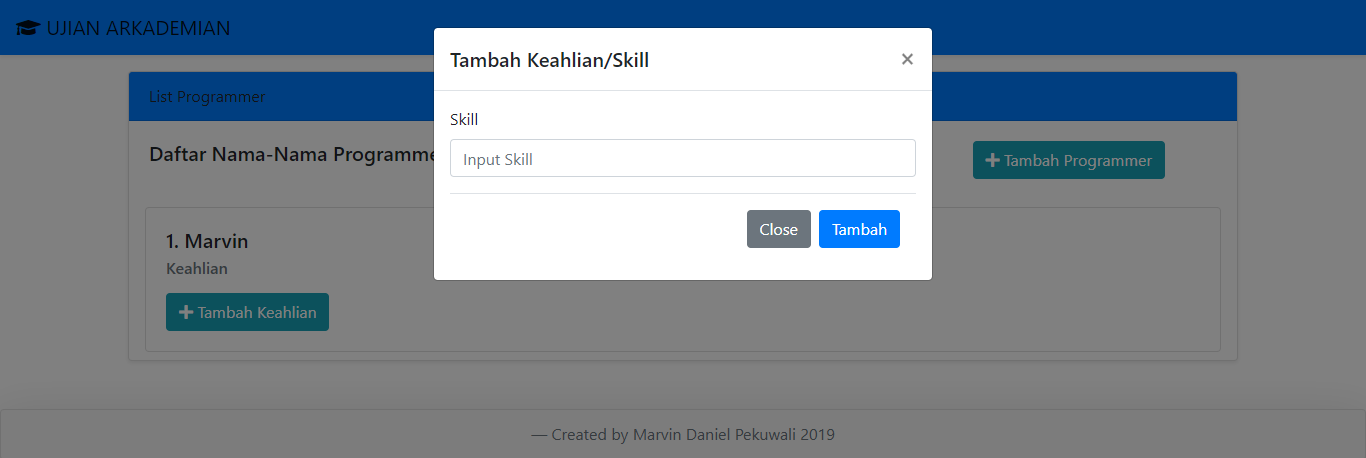 UJIAN ARKADEMIAN
Tambah Keahlian/Skill
×
List Programmer
Skill
Daftar Nama-Nama Programme
Input Skill
+ Tambah Programmer
Close
Tambah
1. Marvin
Keahlian
+ Tambah Keahlian
— Created by Marvin Daniel Pekuwali 2019